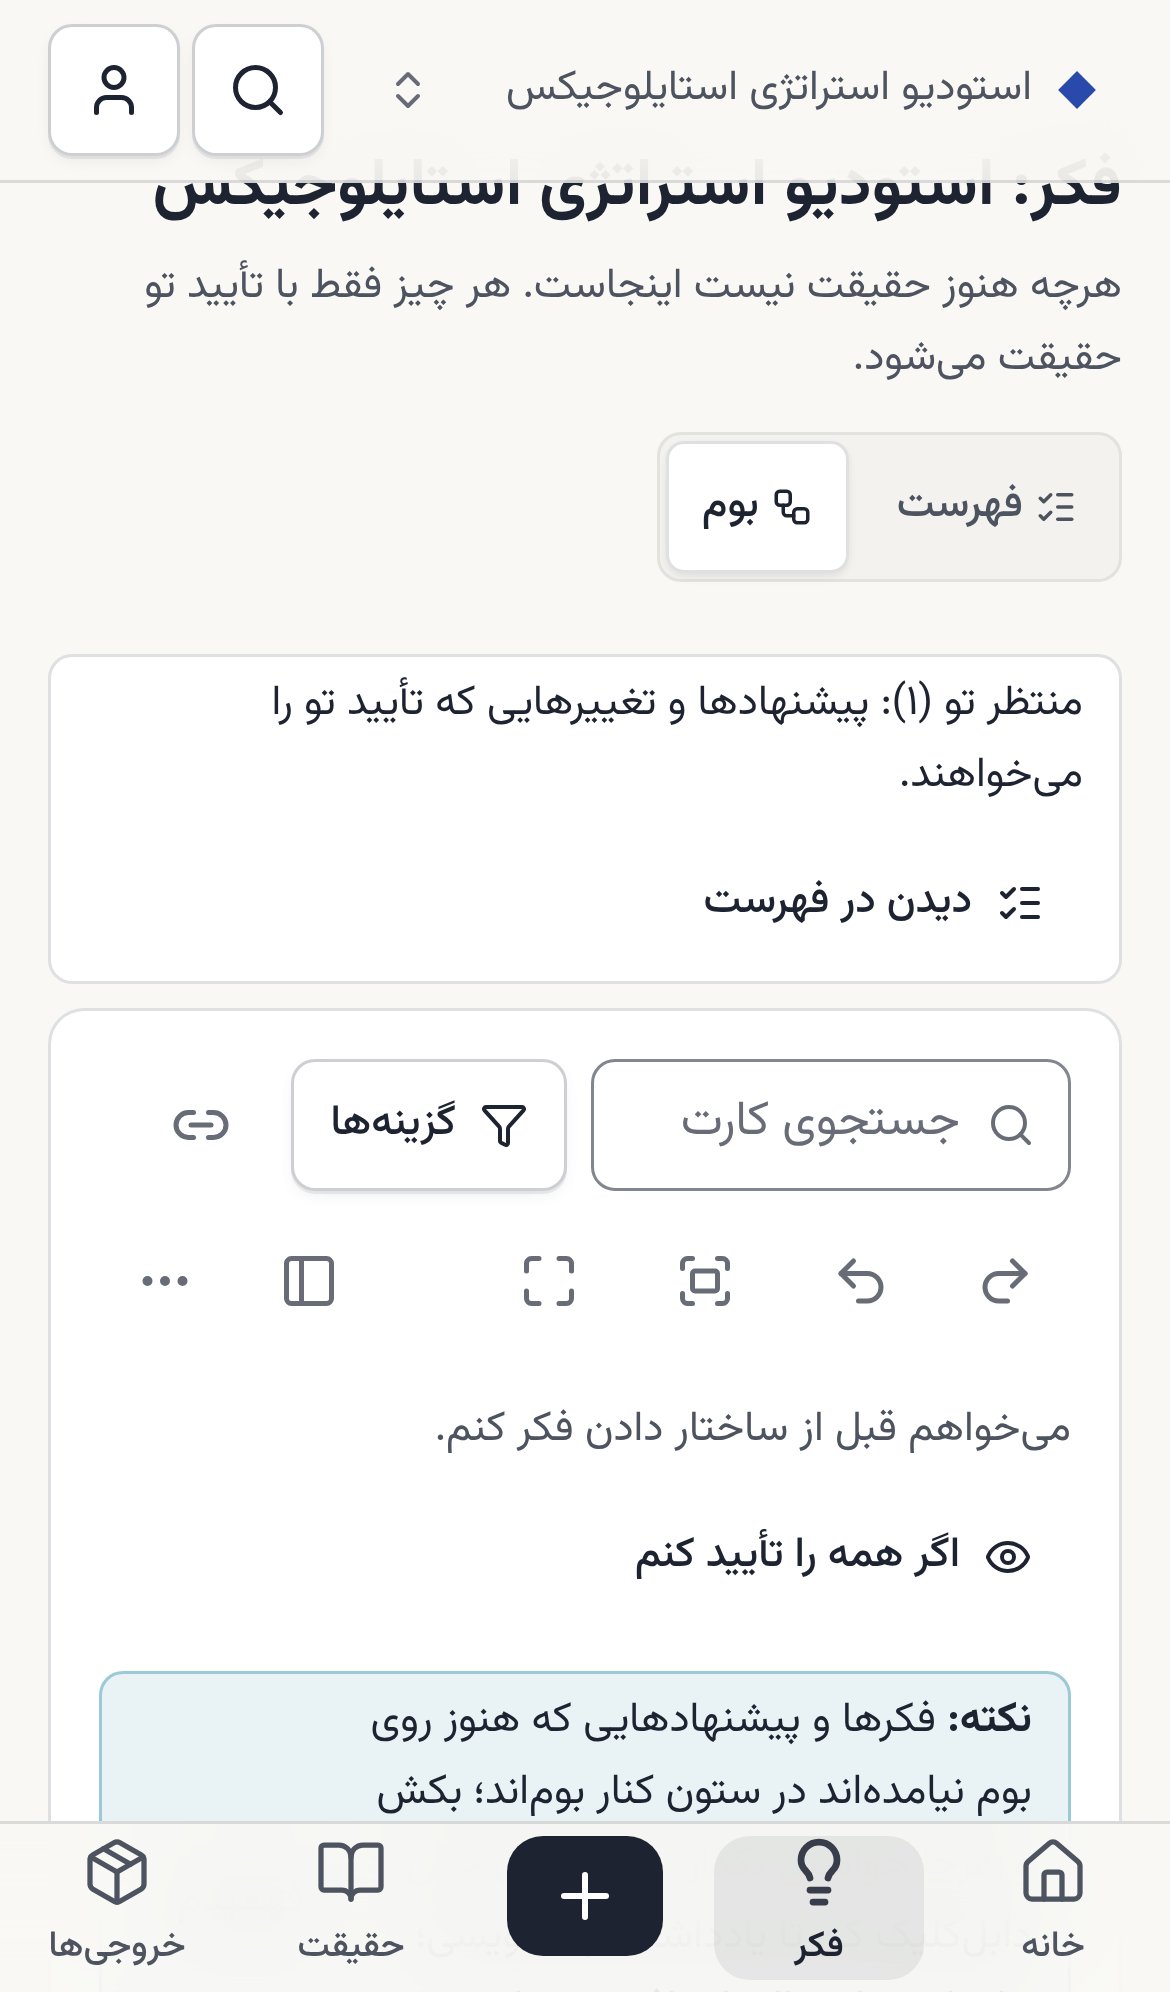 استودیو استراتژی استایلوجیکس
فکر: استودیو استراتژی استایلوجیکس
هرچه هنوز حقیقت نیست اینجاست. هر چیز فقط با تأیید تو
حقیقت می‌شود.
فهرست
بوم
منتظر تو (۱): پیشنهادها و تغییرهایی که تأیید تو را
می‌خواهند.
دیدن در فهرست
جستجوی کارت
گزینه‌ها
می‌خواهم قبل از ساختار دادن فکر کنم.
اگر همه را تأیید کنم
نکته: فکرها و پیشنهادهایی که هنوز روی
بوم نیامده‌اند در ستون کنار بوم‌اند؛ بکش
خانه
فکر
حقیقت
خروجی‌ها